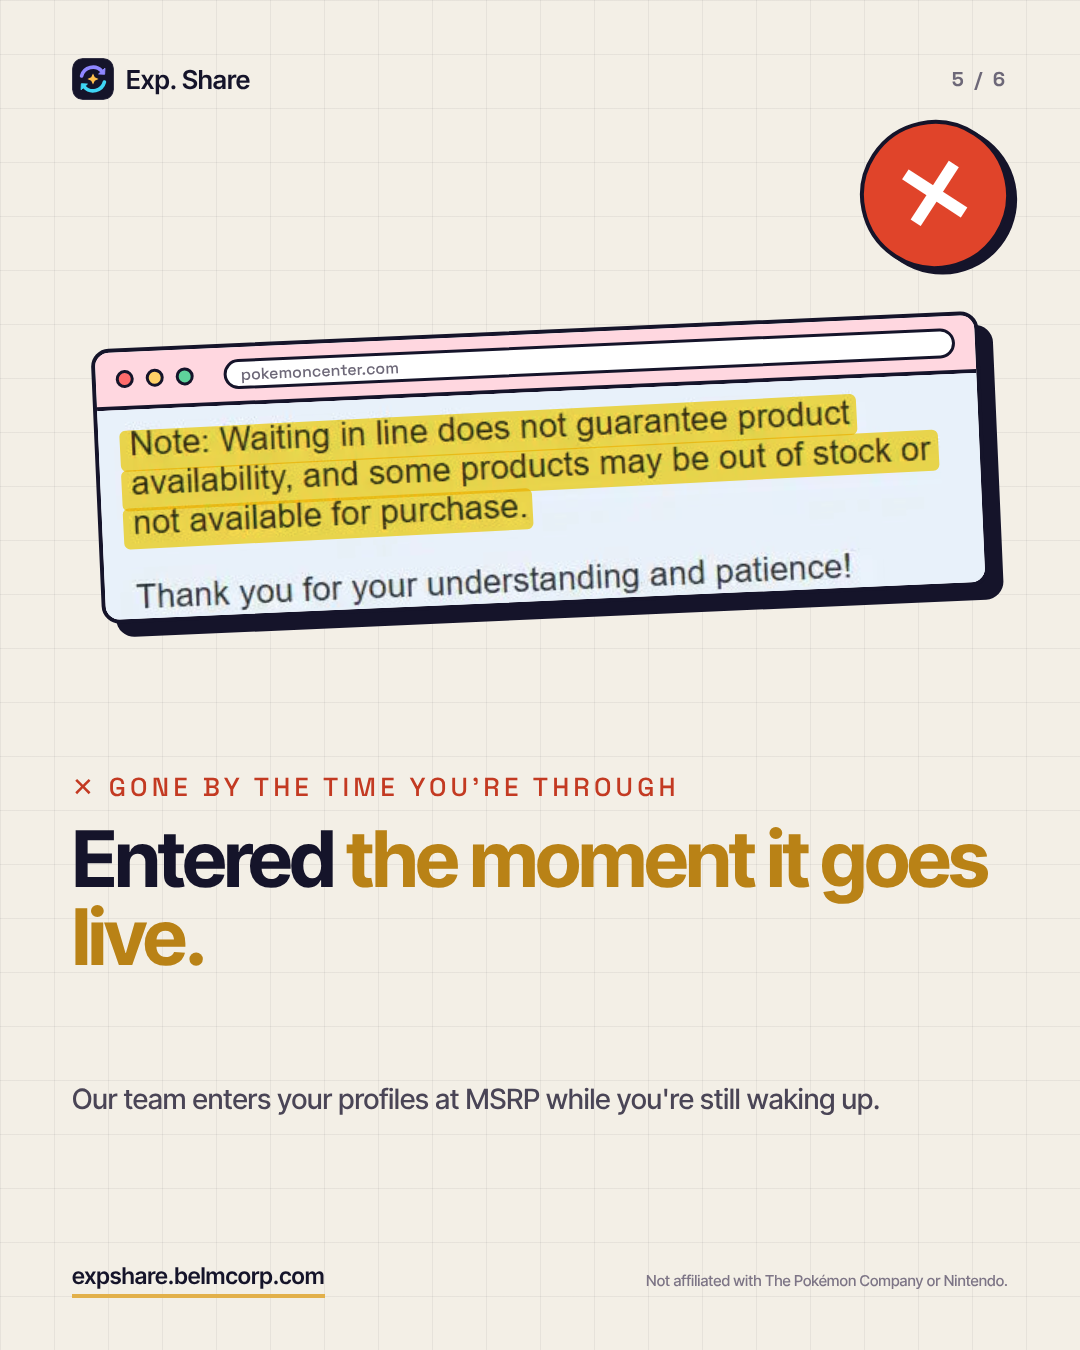 Exp. Share
5 / 6
pokemoncenter.com
Note: Waiting in line does not guarantee product
availability, and some products may be out of stock or
not available for purchase.
Thank you for your understanding and patience!
✕ GONE BY THE TIME YOU’RE THROUGH
Entered the moment it goes
live.
Our team enters your profiles at MSRP while you're still waking up.
expshare.belmcorp.com
Not affiliated with The Pokémon Company or Nintendo.